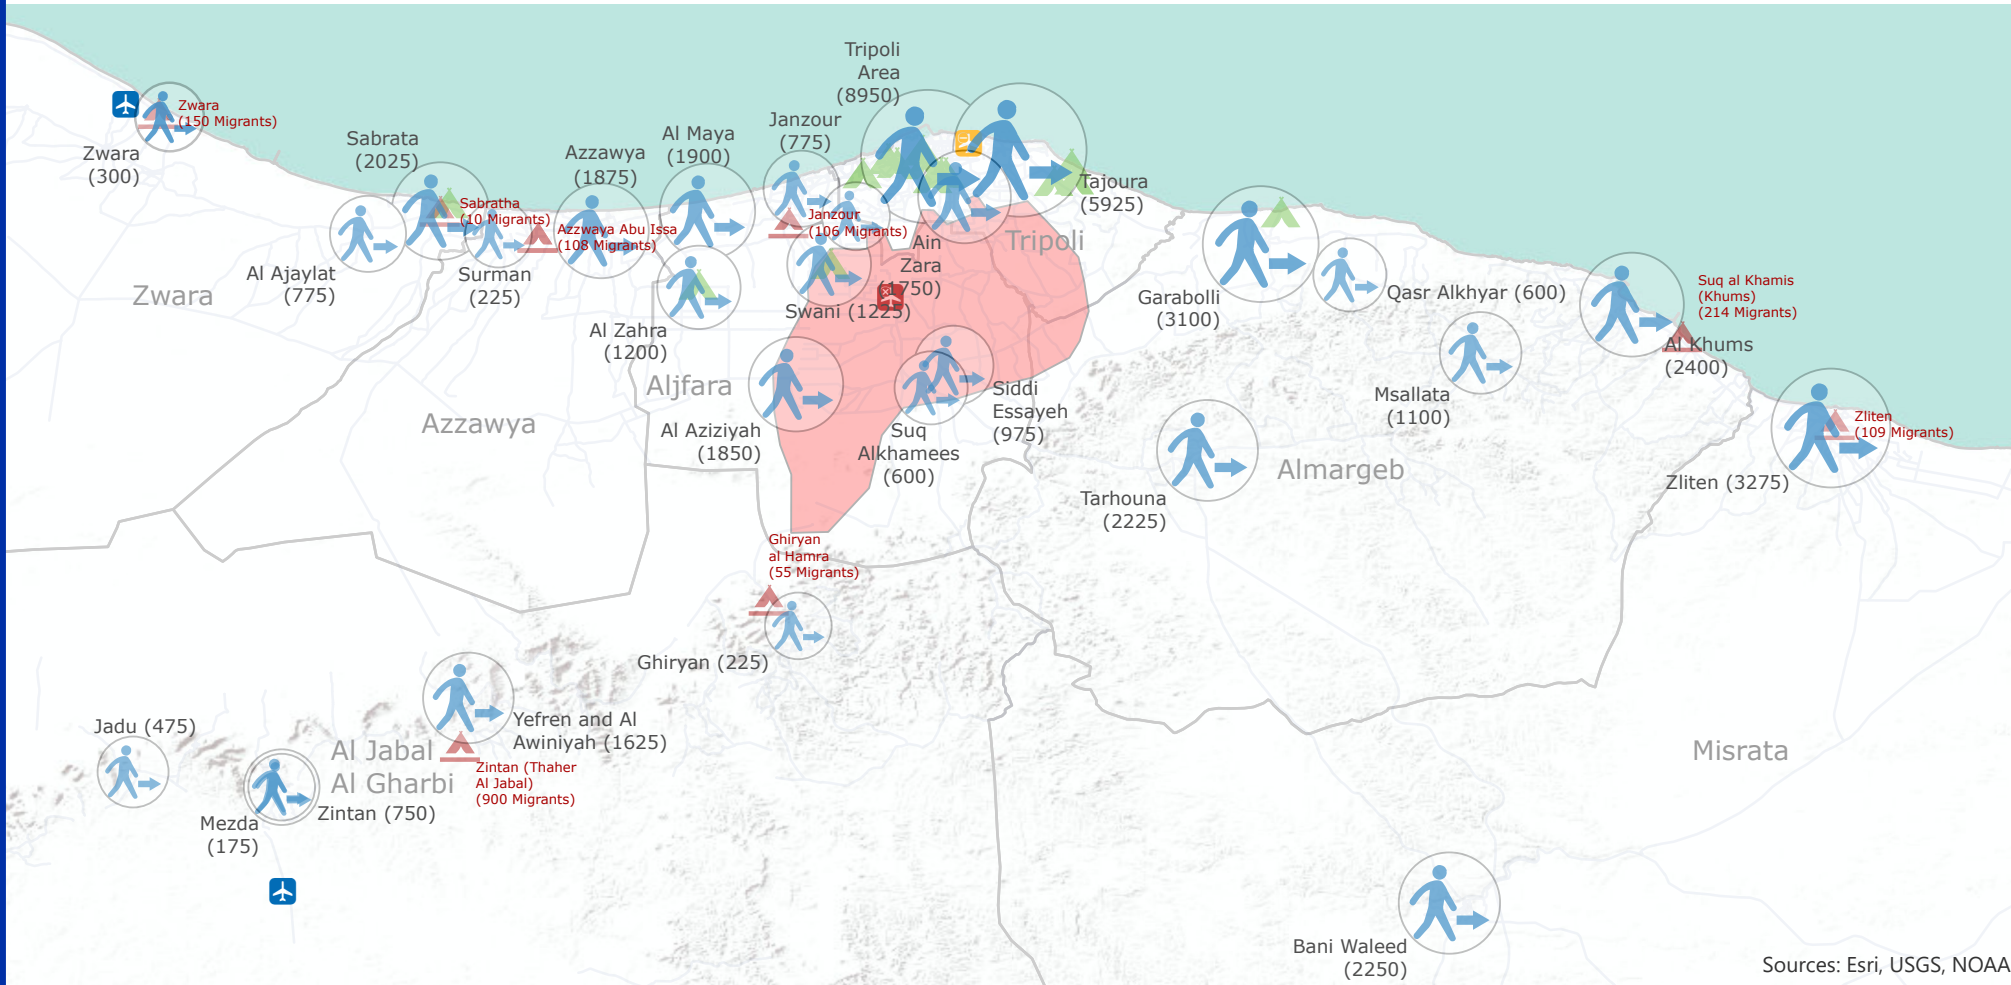 Tripoli
Area
(8950)
Zwara
(150 Migrants)
Zwara
(300)
Sabrata
(2025)
Azzawya
(1875)
Al Maya
(1900)
Janzour
(775)
Tajoura
(5925)
Sabratha
(10 Migrants)
Azzwaya Abu Issa
(108 Migrants)
Janzour
(106 Migrants)
Ain
Zara
(1750)
Tripoli
Al Ajaylat
(775)
Surman
(225)
Zwara
Swani (1225)
Al Zahra
(1200)
Garabolli
(3100)
Qasr Alkhyar (600)
Suq al Khamis
(Khums)
(214 Migrants)
Al Khums
(2400)
Aljfara
Azzawya
Al Aziziyah
(1850)
Suq
Alkhamees
(600)
Siddi
Essayeh
(975)
Msallata
(1100)
Zliten
(109 Migrants)
Zliten (3275)
Tarhouna
(2225)
Almargeb
Ghiryan
al Hamra
(55 Migrants)
Ghiryan (225)
Yefren and Al
Awiniyah (1625)
Jadu (475)
Al Jabal
Al Gharbi
Zintan (Thaher
Al Jabal)
(900 Migrants)
Zintan (750)
Mezda
(175)
Misrata
Bani Waleed
(2250)
Sources: Esri, USGS, NOAA